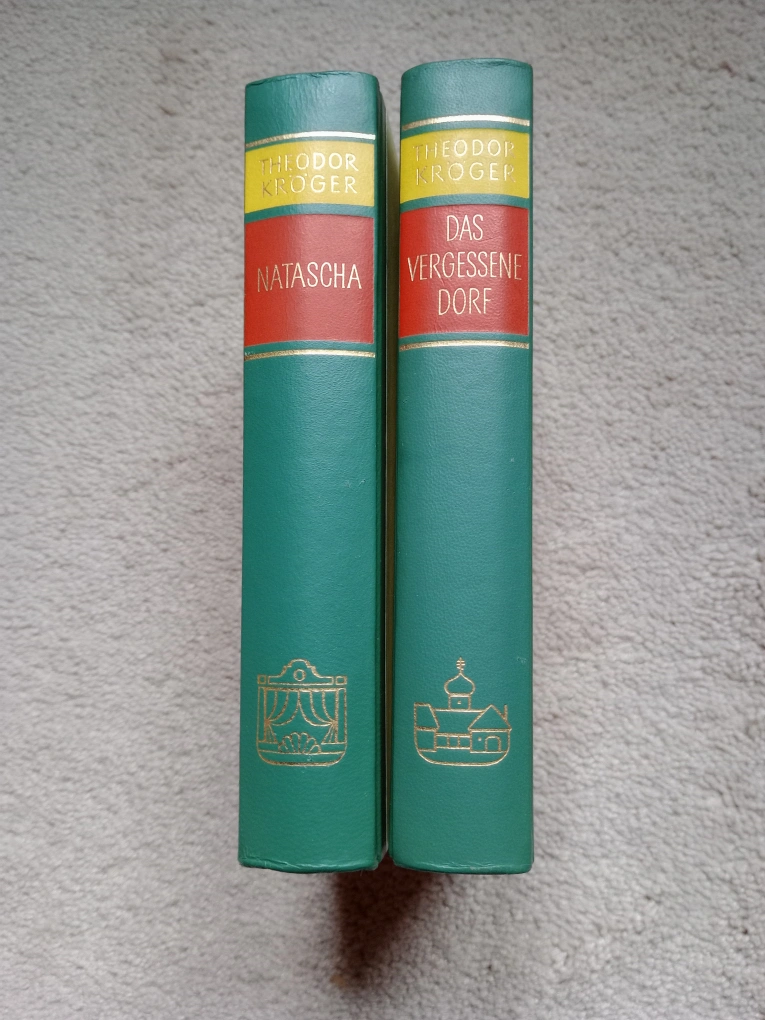 THEODOR
KRÖGER
NATASCHA
THEODOR
KRÖGER
DAS
VERGESSENE
DORF